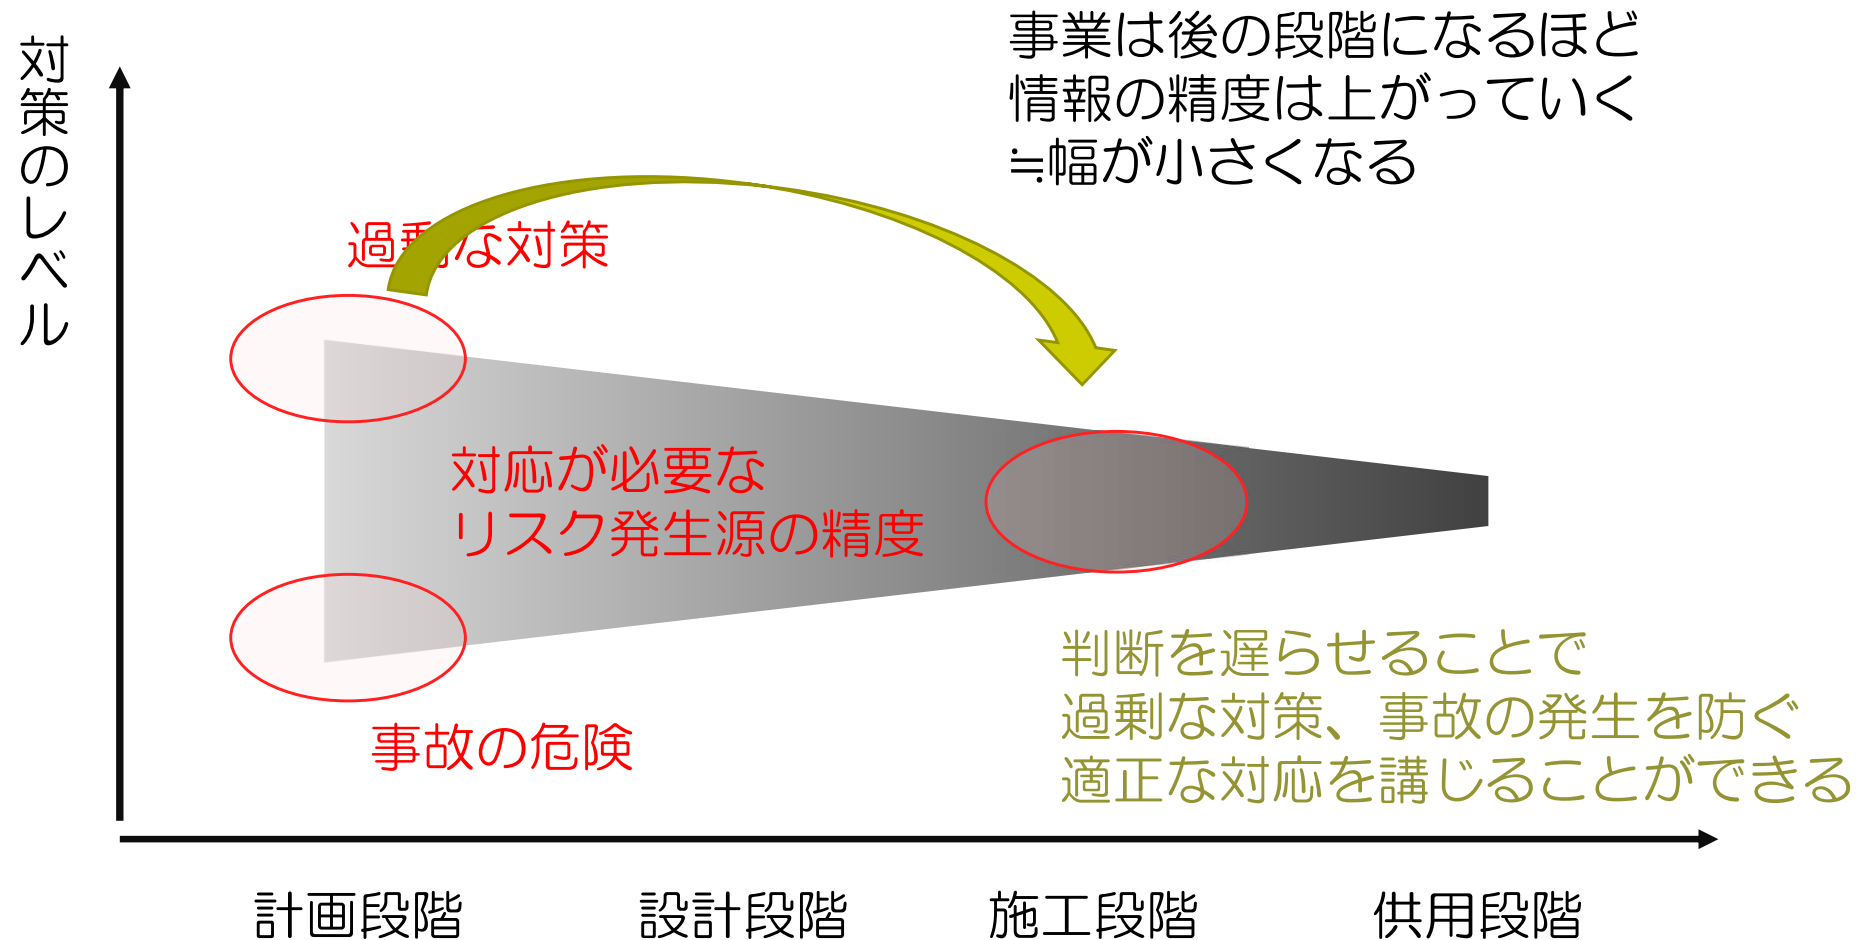 対策のレベル
事業は後の段階になるほど
情報の精度は上がっていく
≒幅が小さくなる
過剰な対策
対応が必要な
リスク発生源の精度
事故の危険
判断を遅らせることで
過剰な対策、事故の発生を防ぐ
適正な対応を講じることができる
計画段階
設計段階
施工段階
供用段階